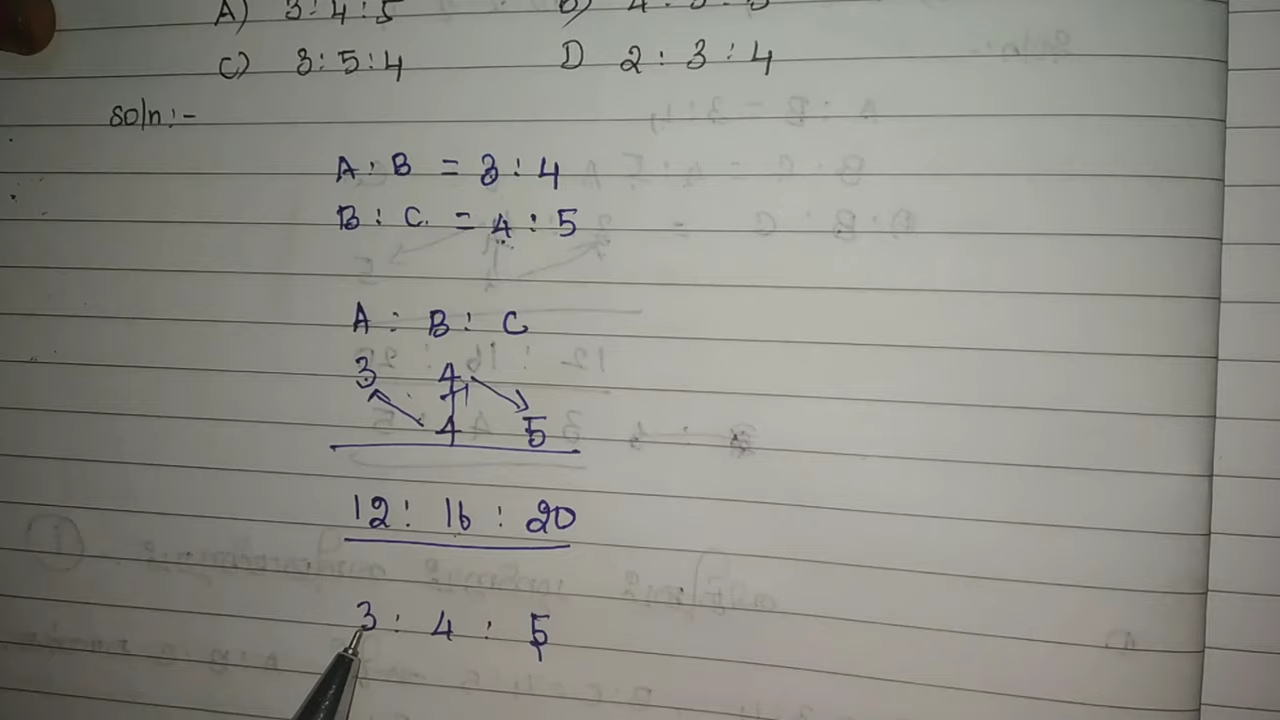 A) 3:4:5
C) 3:5:4 D 2:3:4
Soln:-
A:B = 3:4
B:C. = 4:5
A: B: C
3 4
4 5
12: 16: 20
3: 4: 5